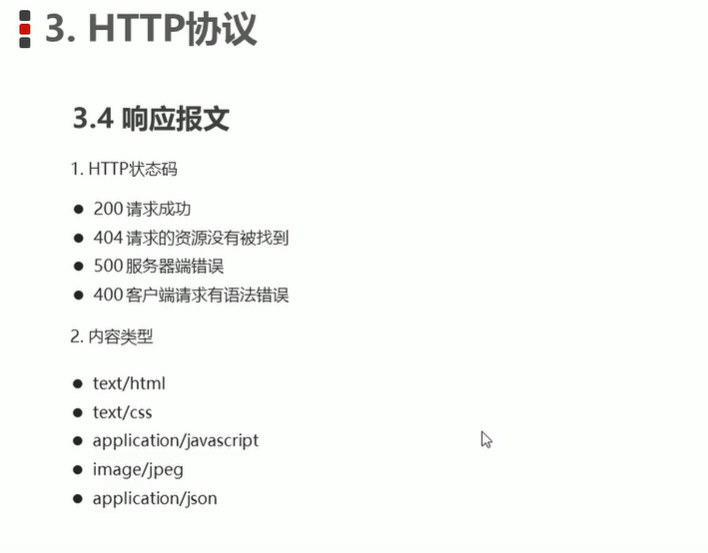 3. HTTP协议
3.4 响应报文
1. HTTP状态码
● 200 请求成功
● 404 请求的资源没有被找到
● 500 服务器端错误
● 400 客户端请求有语法错误
2. 内容类型
● text/html
● text/css
● application/javascript
● image/jpeg
● application/json